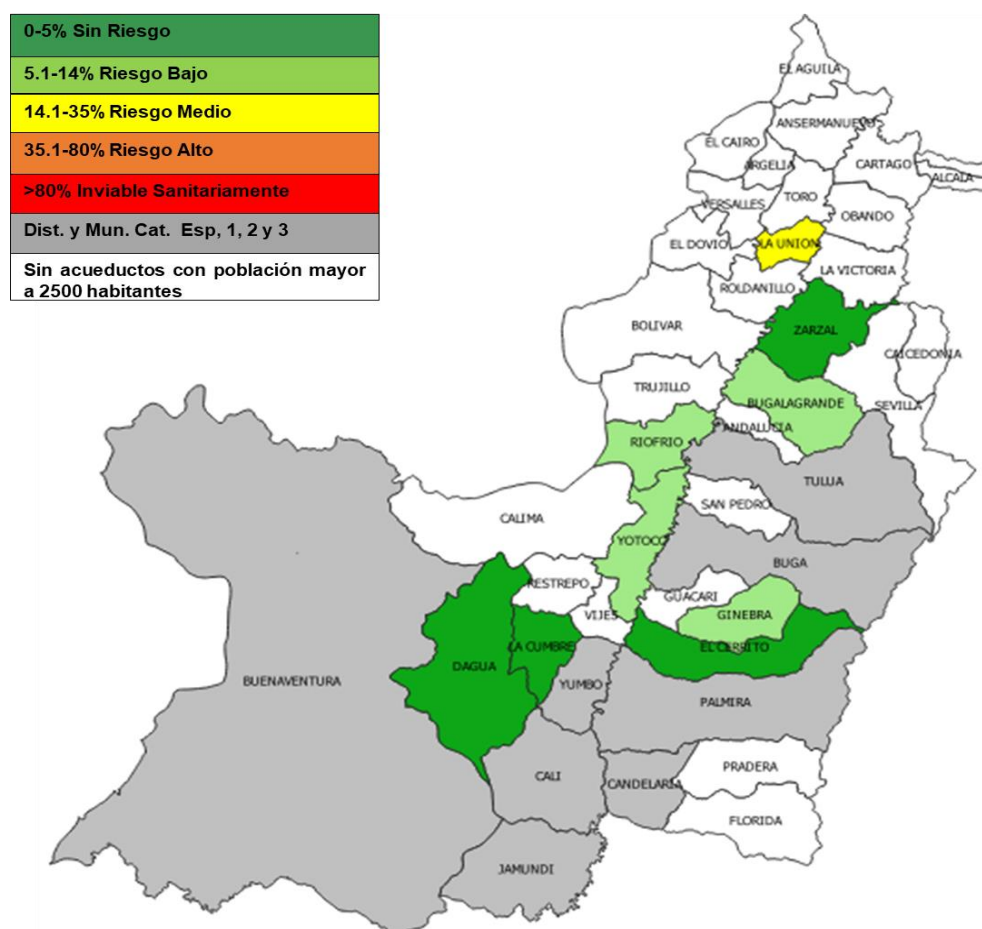 0-5% Sin Riesgo
5.1-14% Riesgo Bajo
14.1-35% Riesgo Medio
35.1-80% Riesgo Alto
>80% Inviable Sanitariamente
Dist. y Mun. Cat. Esp, 1, 2 y 3
Sin acueductos con población mayor
a 2500 habitantes
EL AGUILA
ANSERMANUEVO
EL CAIRO
ARGELIA
CARTAGO
ALCALA
TORO
VERSALLES
OBANDO
EL DOVIO
LA UNION
LA VICTORIA
ROLDANILLO
BOLIVAR
ZARZAL
CAICEDONIA
TRUJILLO
BUGALAGRANDE
SEVILLA
ANDALUCIA
RIOFRIO
TULUA
SAN PEDRO
CALIMA
YOTOCO
BUGA
RESTREPO
GUACARI
VIJES
GINEBRA
LA CUMBRE
EL CERRITO
DAGUA
BUENAVENTURA
YUMBO
PALMIRA
PRADERA
CALI
CANDELARIA
FLORIDA
JAMUNDI